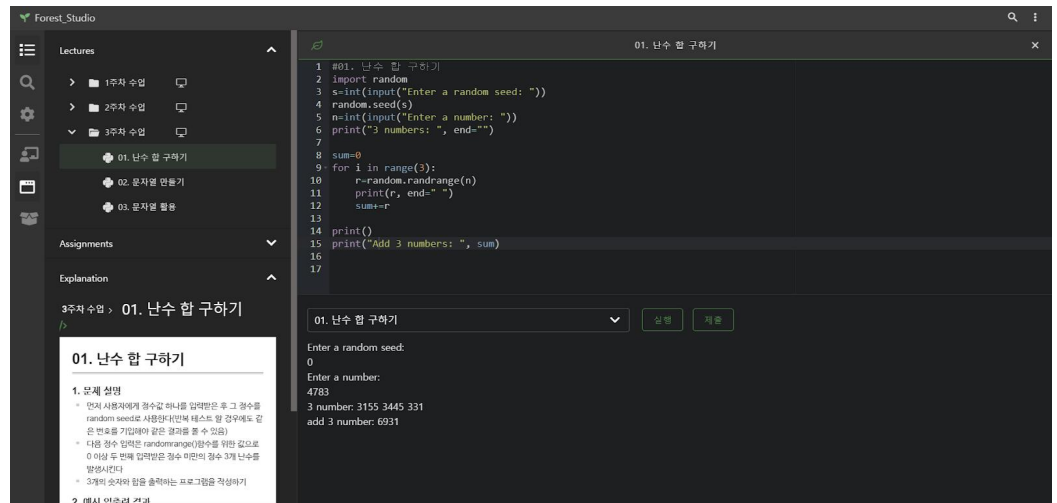 Forest_Studio
Lectures
1주차 수업
2주차 수업
3주차 수업
01. 난수 합 구하기
02. 문자열 만들기
03. 문자열 활용
Assignments
Explanation
3주차 수업 > 01. 난수 합 구하기
/>
01. 난수 합 구하기
1. 문제 설명
먼저 사용자에게 정수값 하나를 입력받은 후 그 정수를
random seed로 사용한다(반복 테스트 할 경우에도 같
은 번호를 기입해야 같은 결과를 볼 수 있음)
다음 정수 입력은 randomrange()함수를 위한 값으로
0 이상 두 번째 입력받은 정수 미만의 정수 3개 난수를
발생시킨다
3개의 숫자와 합을 출력하는 프로그램을 작성하기
2. 예시 입출력 결과
01. 난수 합 구하기
1 #01. 난수 합 구하기
2 import random
3 s=int(input("Enter a random seed: "))
4 random.seed(s)
5 n=int(input("Enter a number: "))
6 print("3 numbers: ", end="")
7
8 sum=0
9 for i in range(3):
10 r=random.randrange(n)
11 print(r, end=" ")
12 sum+=r
13
14 print()
15 print("Add 3 numbers: ", sum)
16
17
01. 난수 합 구하기
실행
제출
Enter a random seed:
0
Enter a number:
4783
3 number: 3155 3445 331
add 3 number: 6931